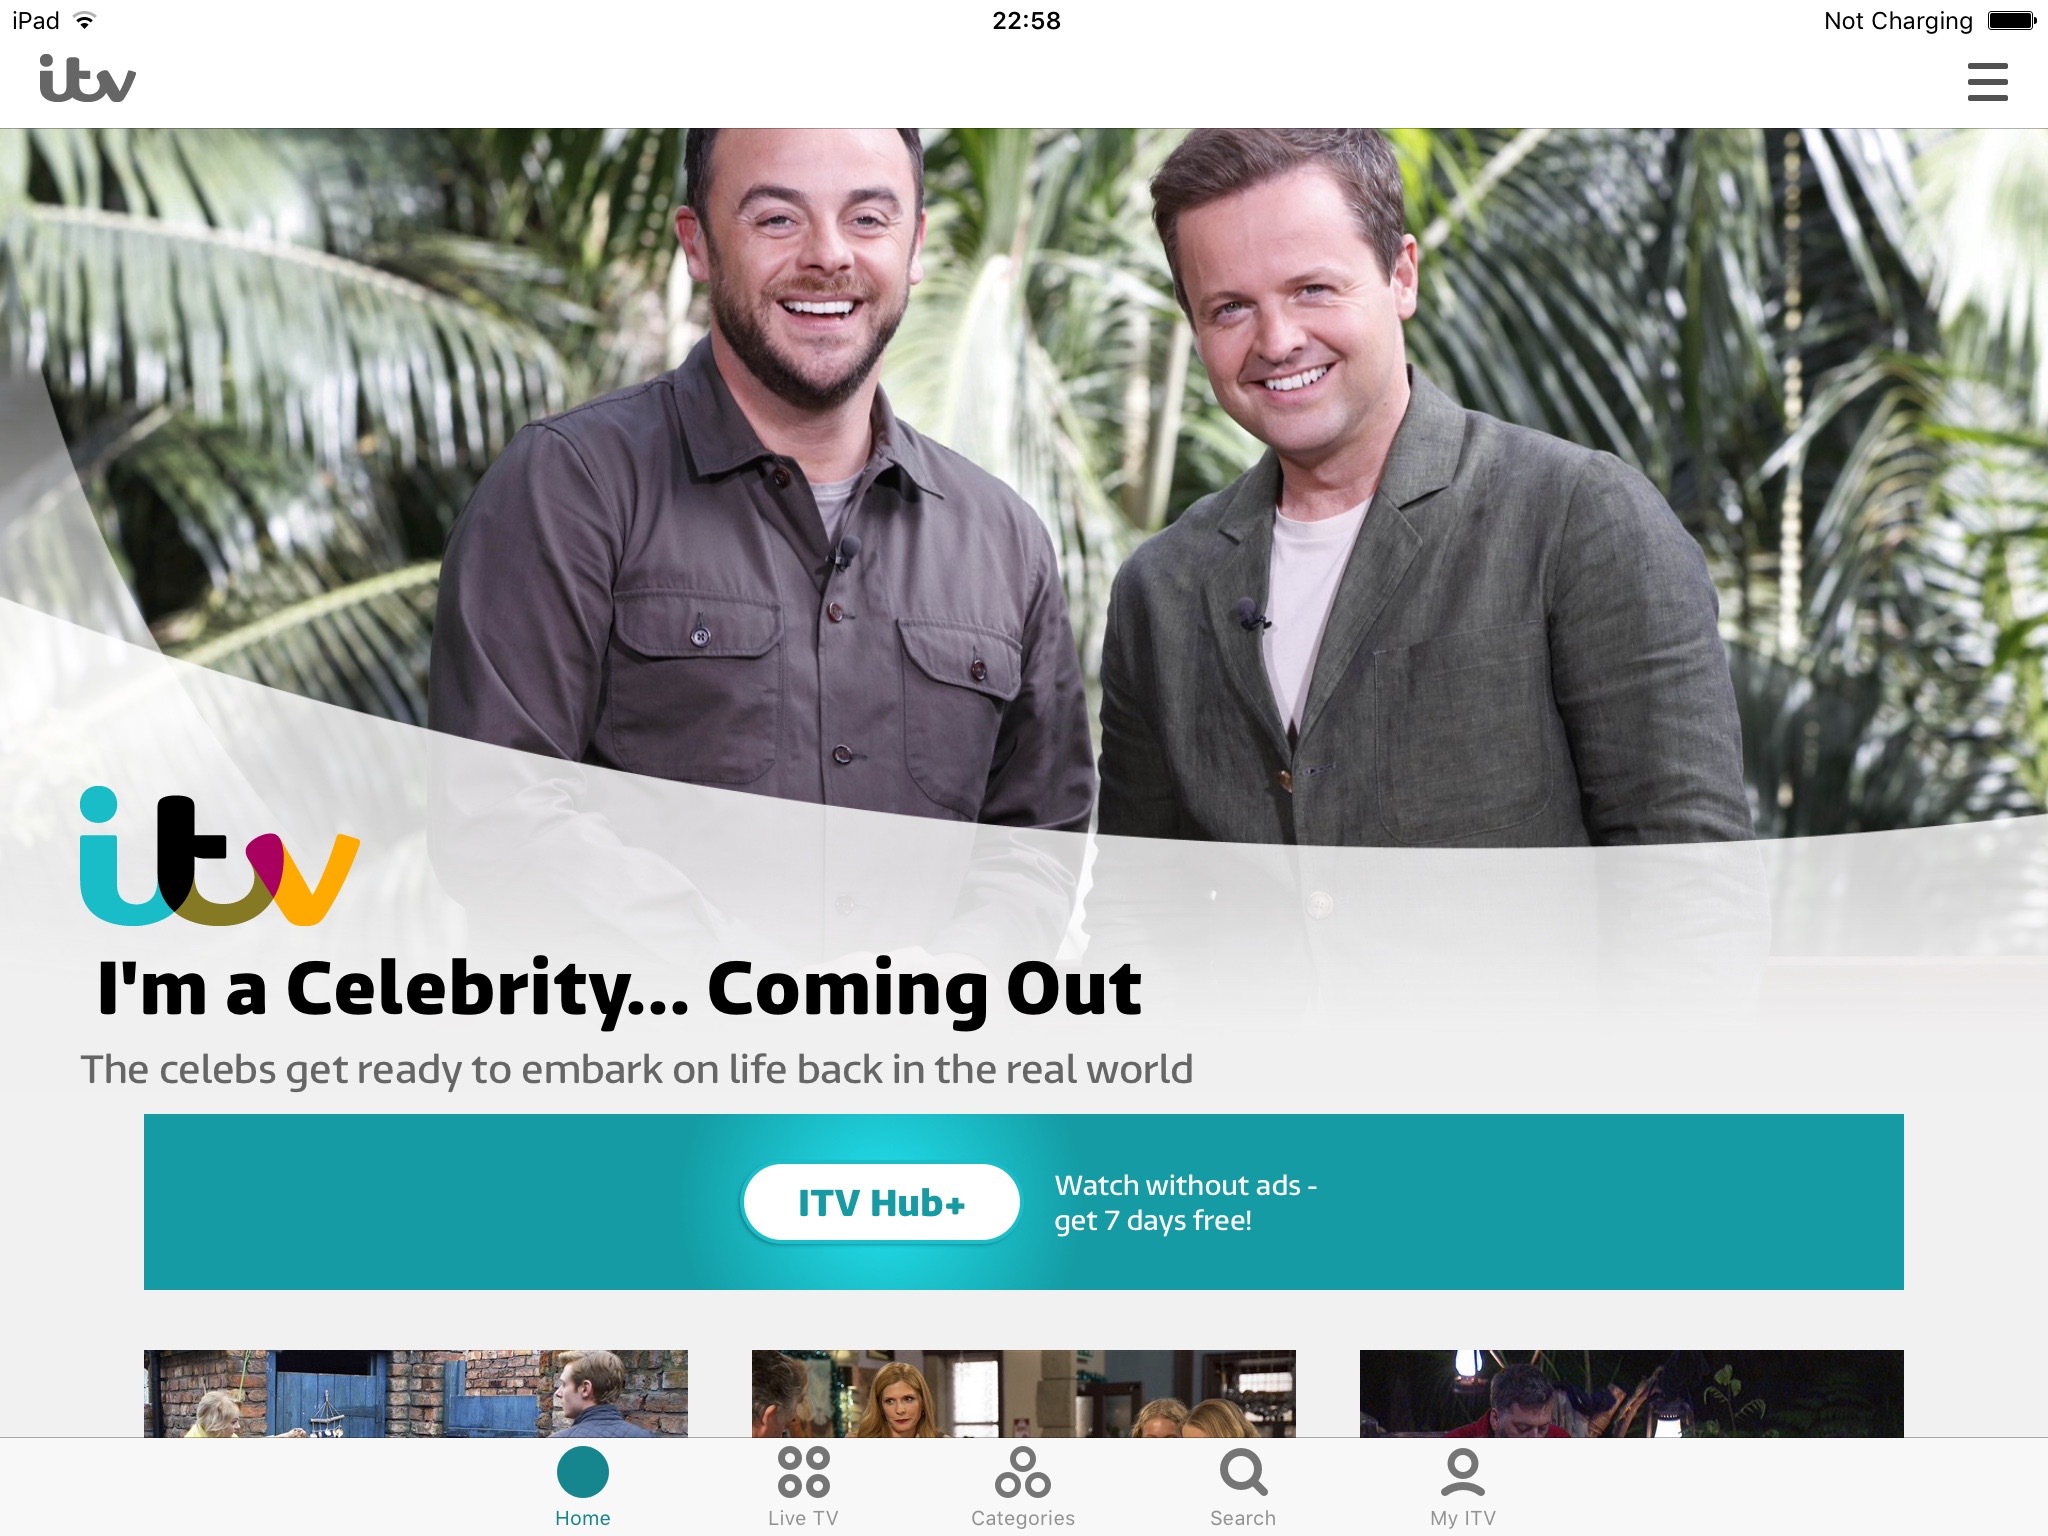 iPad
22:58
Not Charging
itv
itv
I'm a Celebrity... Coming Out
The celebs get ready to embark on life back in the real world
ITV Hub+
Watch without ads -
get 7 days free!
Home
Live TV
Categories
Search
My ITV